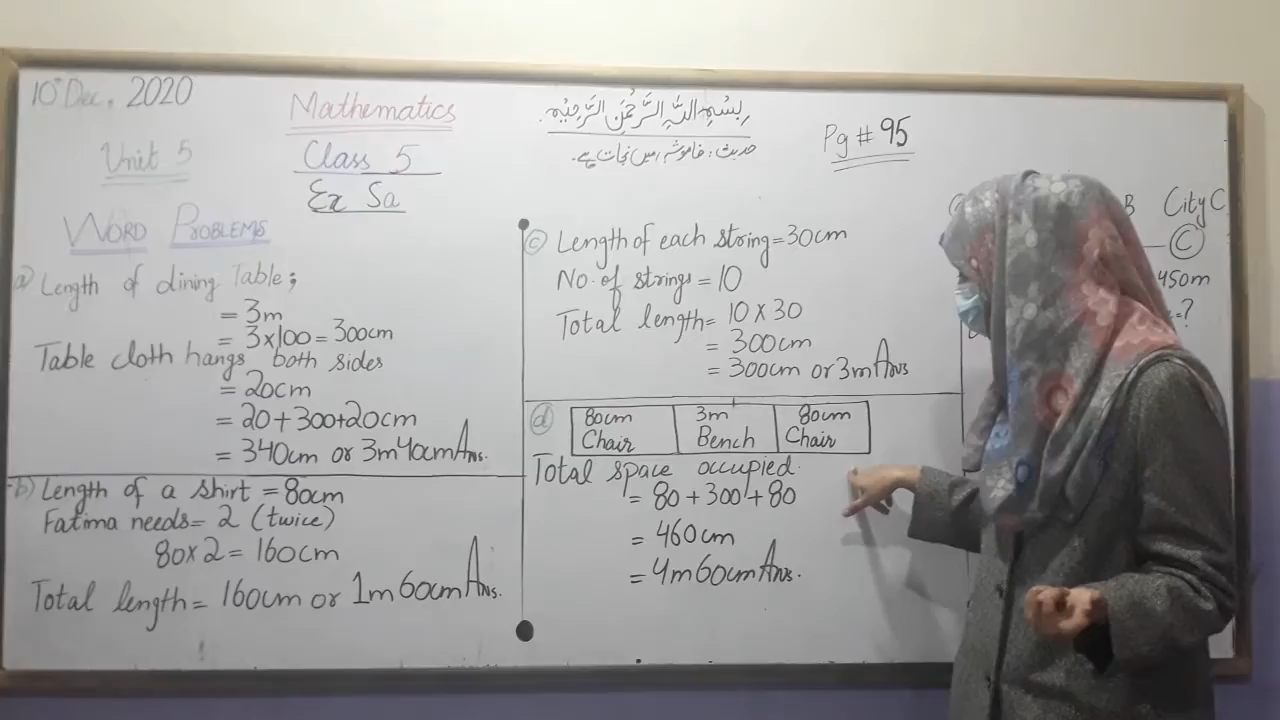 10 Dec, 2020
Mathematics
بِسْمِ اللهِ الرَّحْمٰنِ الرَّحِيْمِ
Unit 5
Class 5
حدیث: خاموشی میں نجات ہے۔
Pg # 95
Ex 5a
WORD PROBLEMS
a) Length of dining Table;
= 3m
= 3x100 = 300cm
Table cloth hangs both sides
= 20cm
= 20+300+20cm
= 340cm or 3m40cm Ans.
b) Length of a shirt = 80cm
Fatima needs = 2 (twice)
80x2 = 160cm
Total length = 160cm or 1m60cm Ans.
c) Length of each string = 30cm
No. of strings = 10
Total length = 10 x 30
= 300cm
= 300cm or 3m Ans
d) 80cm 3m 80cm
Chair Bench Chair
Total space occupied.
= 80+300+80
= 460cm
= 4m60cm Ans.
B City C
C
450m
=?